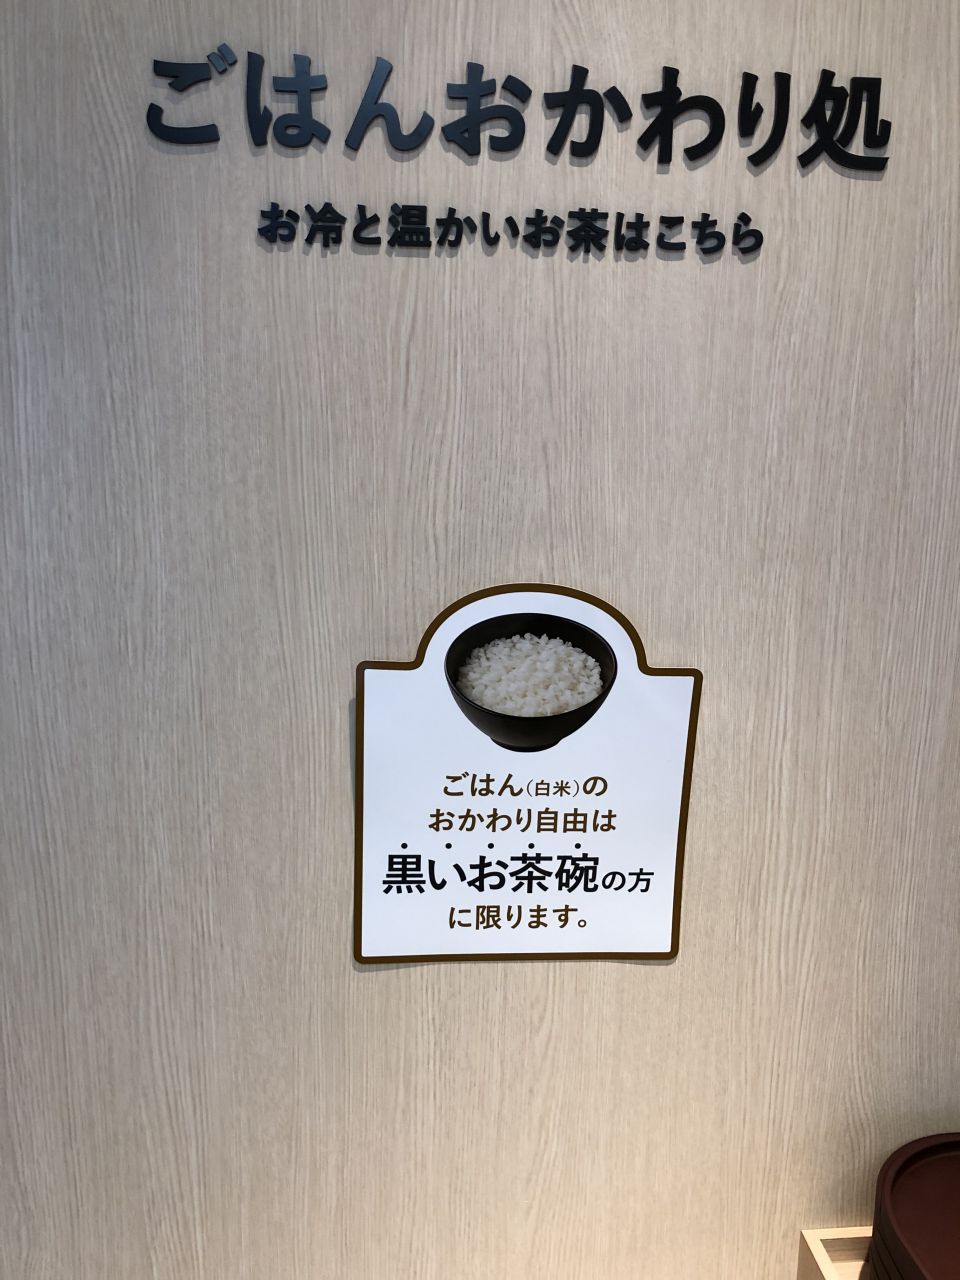 ごはんおかわり処
お冷と温かいお茶はこちら
ごはん(白米)の
おかわり自由は
黒いお茶碗の方
に限ります。